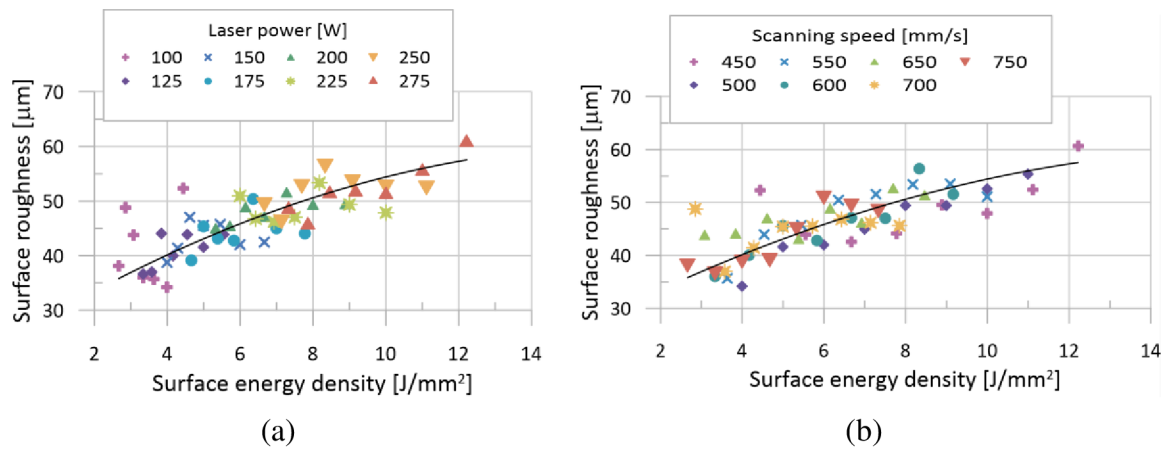 Laser power [W]
100 150 200 250
125 175 225 275
Surface roughness [µm]
70
60
50
40
30
2 4 6 8 10 12 14
Surface energy density [J/mm²]
(a)
Scanning speed [mm/s]
450 550 650 750
500 600 700
Surface roughness [µm]
70
60
50
40
30
2 4 6 8 10 12 14
Surface energy density [J/mm²]
(b)